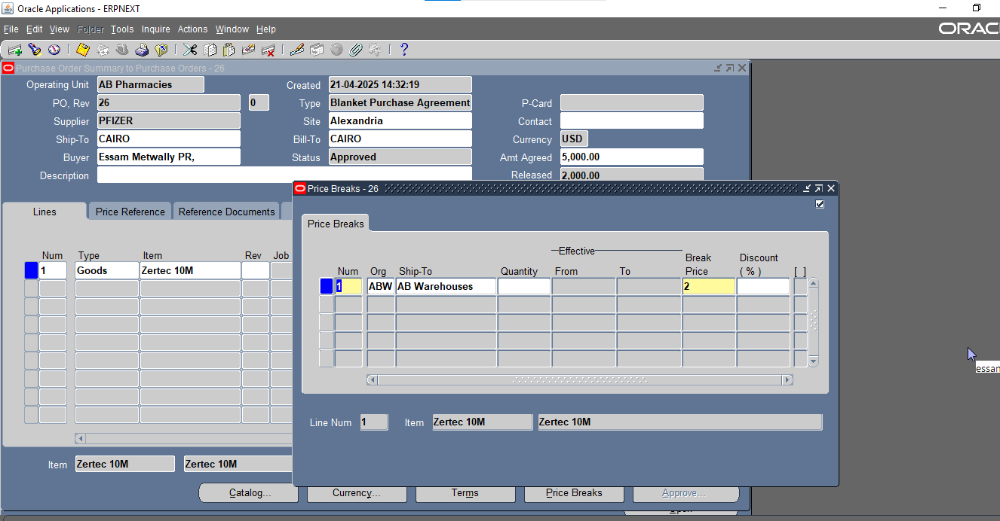 Oracle Applications - ERPNEXT
File Edit View Folder Tools Inquire Actions Window Help
ORAC
Purchase Order Summary to Purchase Orders - 26
Operating Unit AB Pharmacies Created 21-04-2025 14:32:19
PO, Rev 26 0 Type Blanket Purchase Agreement P-Card
Supplier PFIZER Site Alexandria Contact
Ship-To CAIRO Bill-To CAIRO Currency USD
Buyer Essam Metwally PR, Status Approved Amt Agreed 5,000.00
Description Released 2,000.00
Lines Price Reference Reference Documents
Num Type Item Rev Job
1 Goods Zertec 10M
Item Zertec 10M Zertec 10M
Price Breaks - 26
Price Breaks
Effective
Break Discount
Num Org Ship-To Quantity From To Price ( % ) [ ]
1 ABW AB Warehouses 2
Line Num 1 Item Zertec 10M Zertec 10M
Catalog... Currency... Terms Price Breaks Approve...
essan